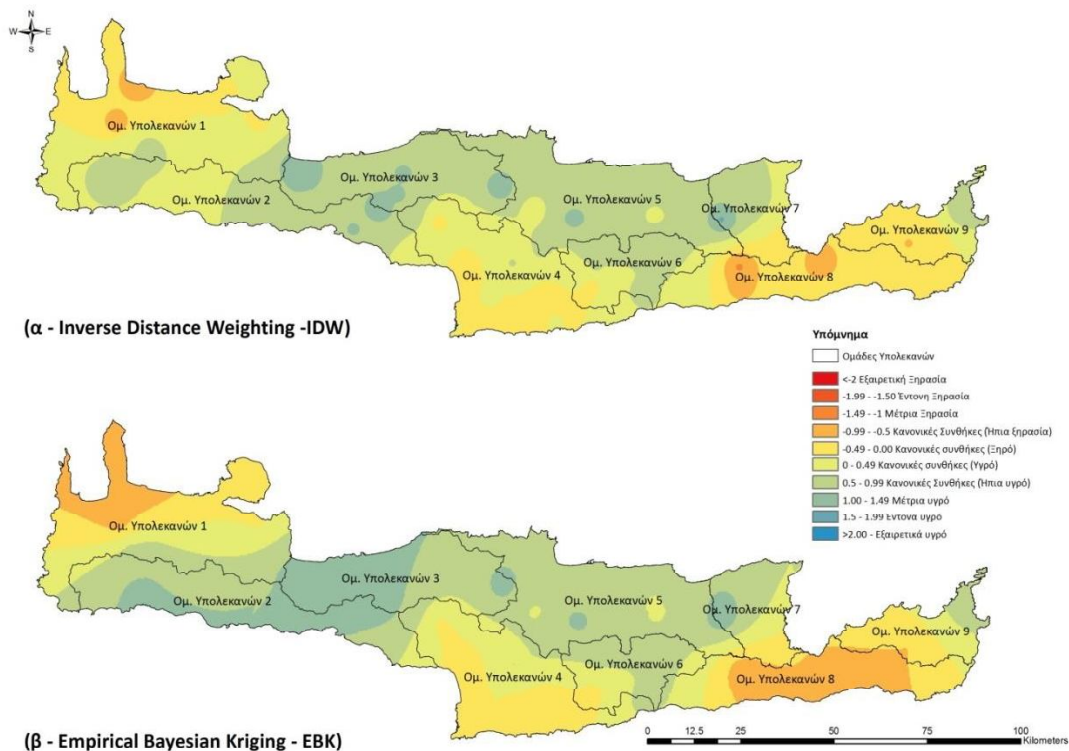 N
W E
S
Ομ. Υπολεκανών 1
Ομ. Υπολεκανών 2
Ομ. Υπολεκανών 3
Ομ. Υπολεκανών 4
Ομ. Υπολεκανών 5
Ομ. Υπολεκανών 6
Ομ. Υπολεκανών 7
Ομ. Υπολεκανών 8
Ομ. Υπολεκανών 9
(α - Inverse Distance Weighting -IDW)
Υπόμνημα
Ομάδες Υπολεκανών
<-2 Εξαιρετική Ξηρασία
-1.99 - -1.50 Έντονη Ξηρασία
-1.49 - -1 Μέτρια Ξηρασία
-0.99 - -0.5 Κανονικές Συνθήκες (Ήπια ξηρασία)
-0.49 - 0.00 Κανονικές συνθήκες (Ξηρό)
0 - 0.49 Κανονικές συνθήκες (Υγρό)
0.5 - 0.99 Κανονικές Συνθήκες (Ήπια υγρό)
1.00 - 1.49 Μέτρια υγρό
1.5 - 1.99 Έντονα υγρό
>2.00 - Εξαιρετικά υγρό
Ομ. Υπολεκανών 1
Ομ. Υπολεκανών 2
Ομ. Υπολεκανών 3
Ομ. Υπολεκανών 4
Ομ. Υπολεκανών 5
Ομ. Υπολεκανών 6
Ομ. Υπολεκανών 7
Ομ. Υπολεκανών 8
Ομ. Υπολεκανών 9
(β - Empirical Bayesian Kriging - EBK)
0 12.5 25 50 75 100
Kilometers